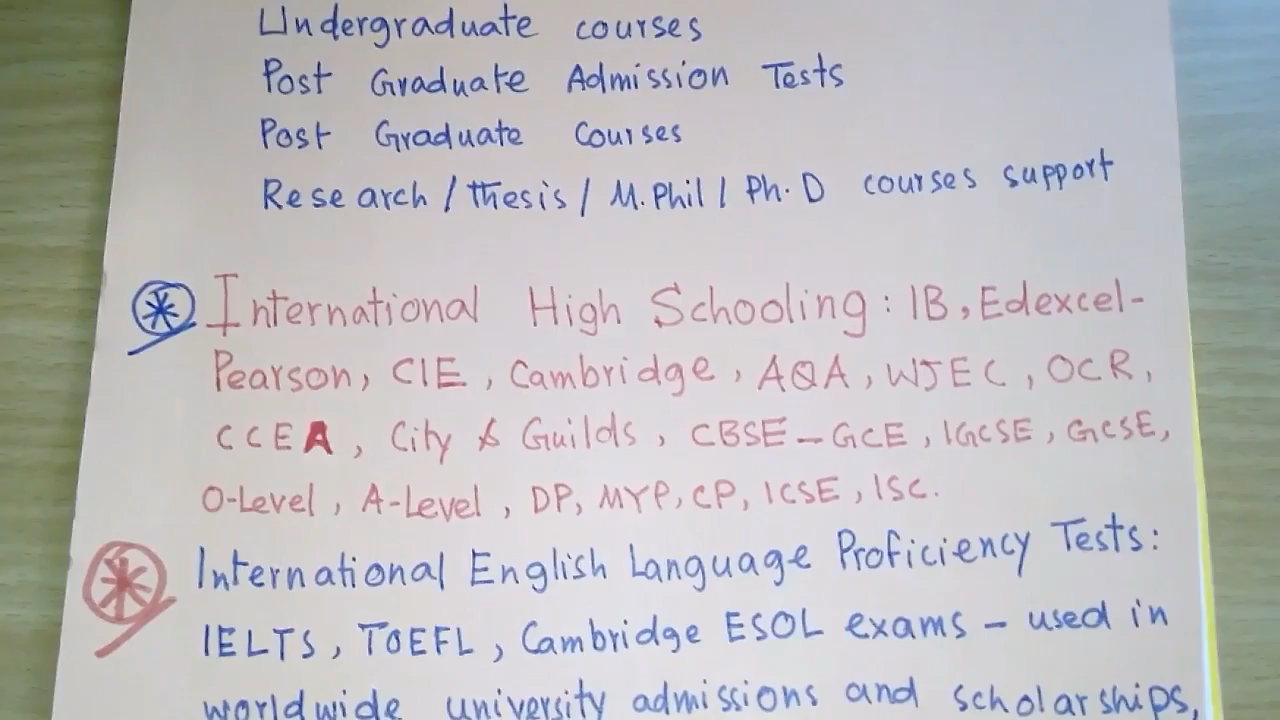 Undergraduate courses
Post Graduate Admission Tests
Post Graduate Courses
Research / Thesis / M.Phil / Ph.D courses support
International High Schooling: IB, Edexcel-
Pearson, CIE, Cambridge, AQA, WJEC, OCR,
CCEA, City & Guilds, CBSE-GCE, IGCSE, GCSE,
O-Level, A-Level, DP, MYP, CP, ICSE, ISC.
International English Language Proficiency Tests:
IELTS, TOEFL, Cambridge ESOL exams - used in
worldwide university admissions and scholarships,